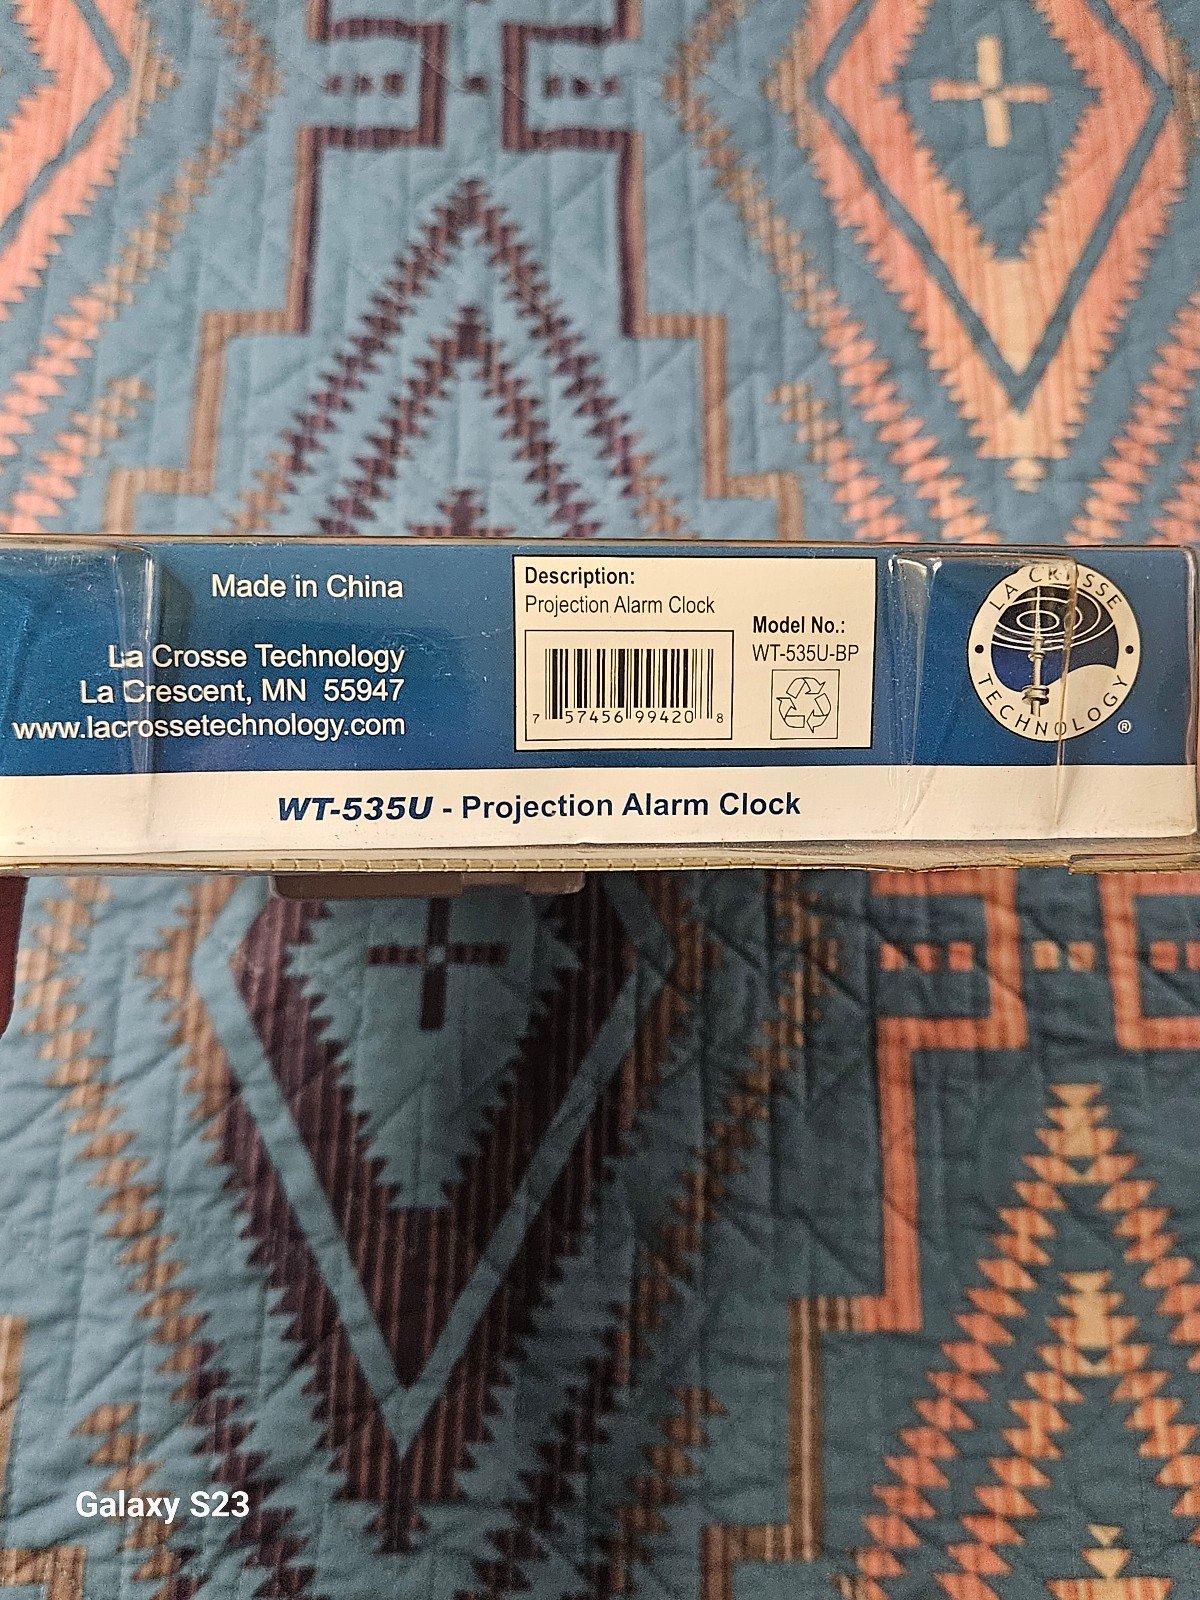 Made in China
La Crosse Technology
La Crescent, MN 55947
www.lacrossetechnology.com
Description:
Projection Alarm Clock
7 57456 99420 8
Model No.:
WT-535U-BP
LA CROSSE
TECHNOLOGY
®
WT-535U - Projection Alarm Clock
Galaxy S23